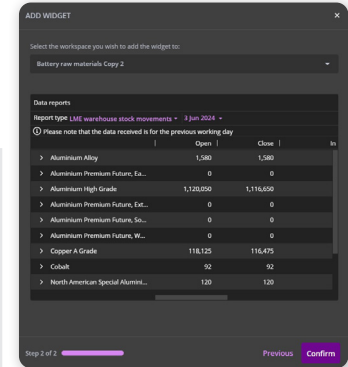 ADD WIDGET ×
Select the workspace you wish to add the widget to:
Battery raw materials Copy 2
Data reports
Report type LME warehouse stock movements 3 Jun 2024
Please note that the data received is for the previous working day
Open Close In
Aluminium Alloy 1,580 1,580
Aluminium Premium Future, Ea... 0 0
Aluminium High Grade 1,120,050 1,116,650
Aluminium Premium Future, Ext... 0 0
Aluminium Premium Future, So... 0 0
Aluminium Premium Future, W... 0 0
Copper A Grade 118,125 116,475
Cobalt 92 92
North American Special Alumini... 120 120
Step 2 of 2 Previous Confirm